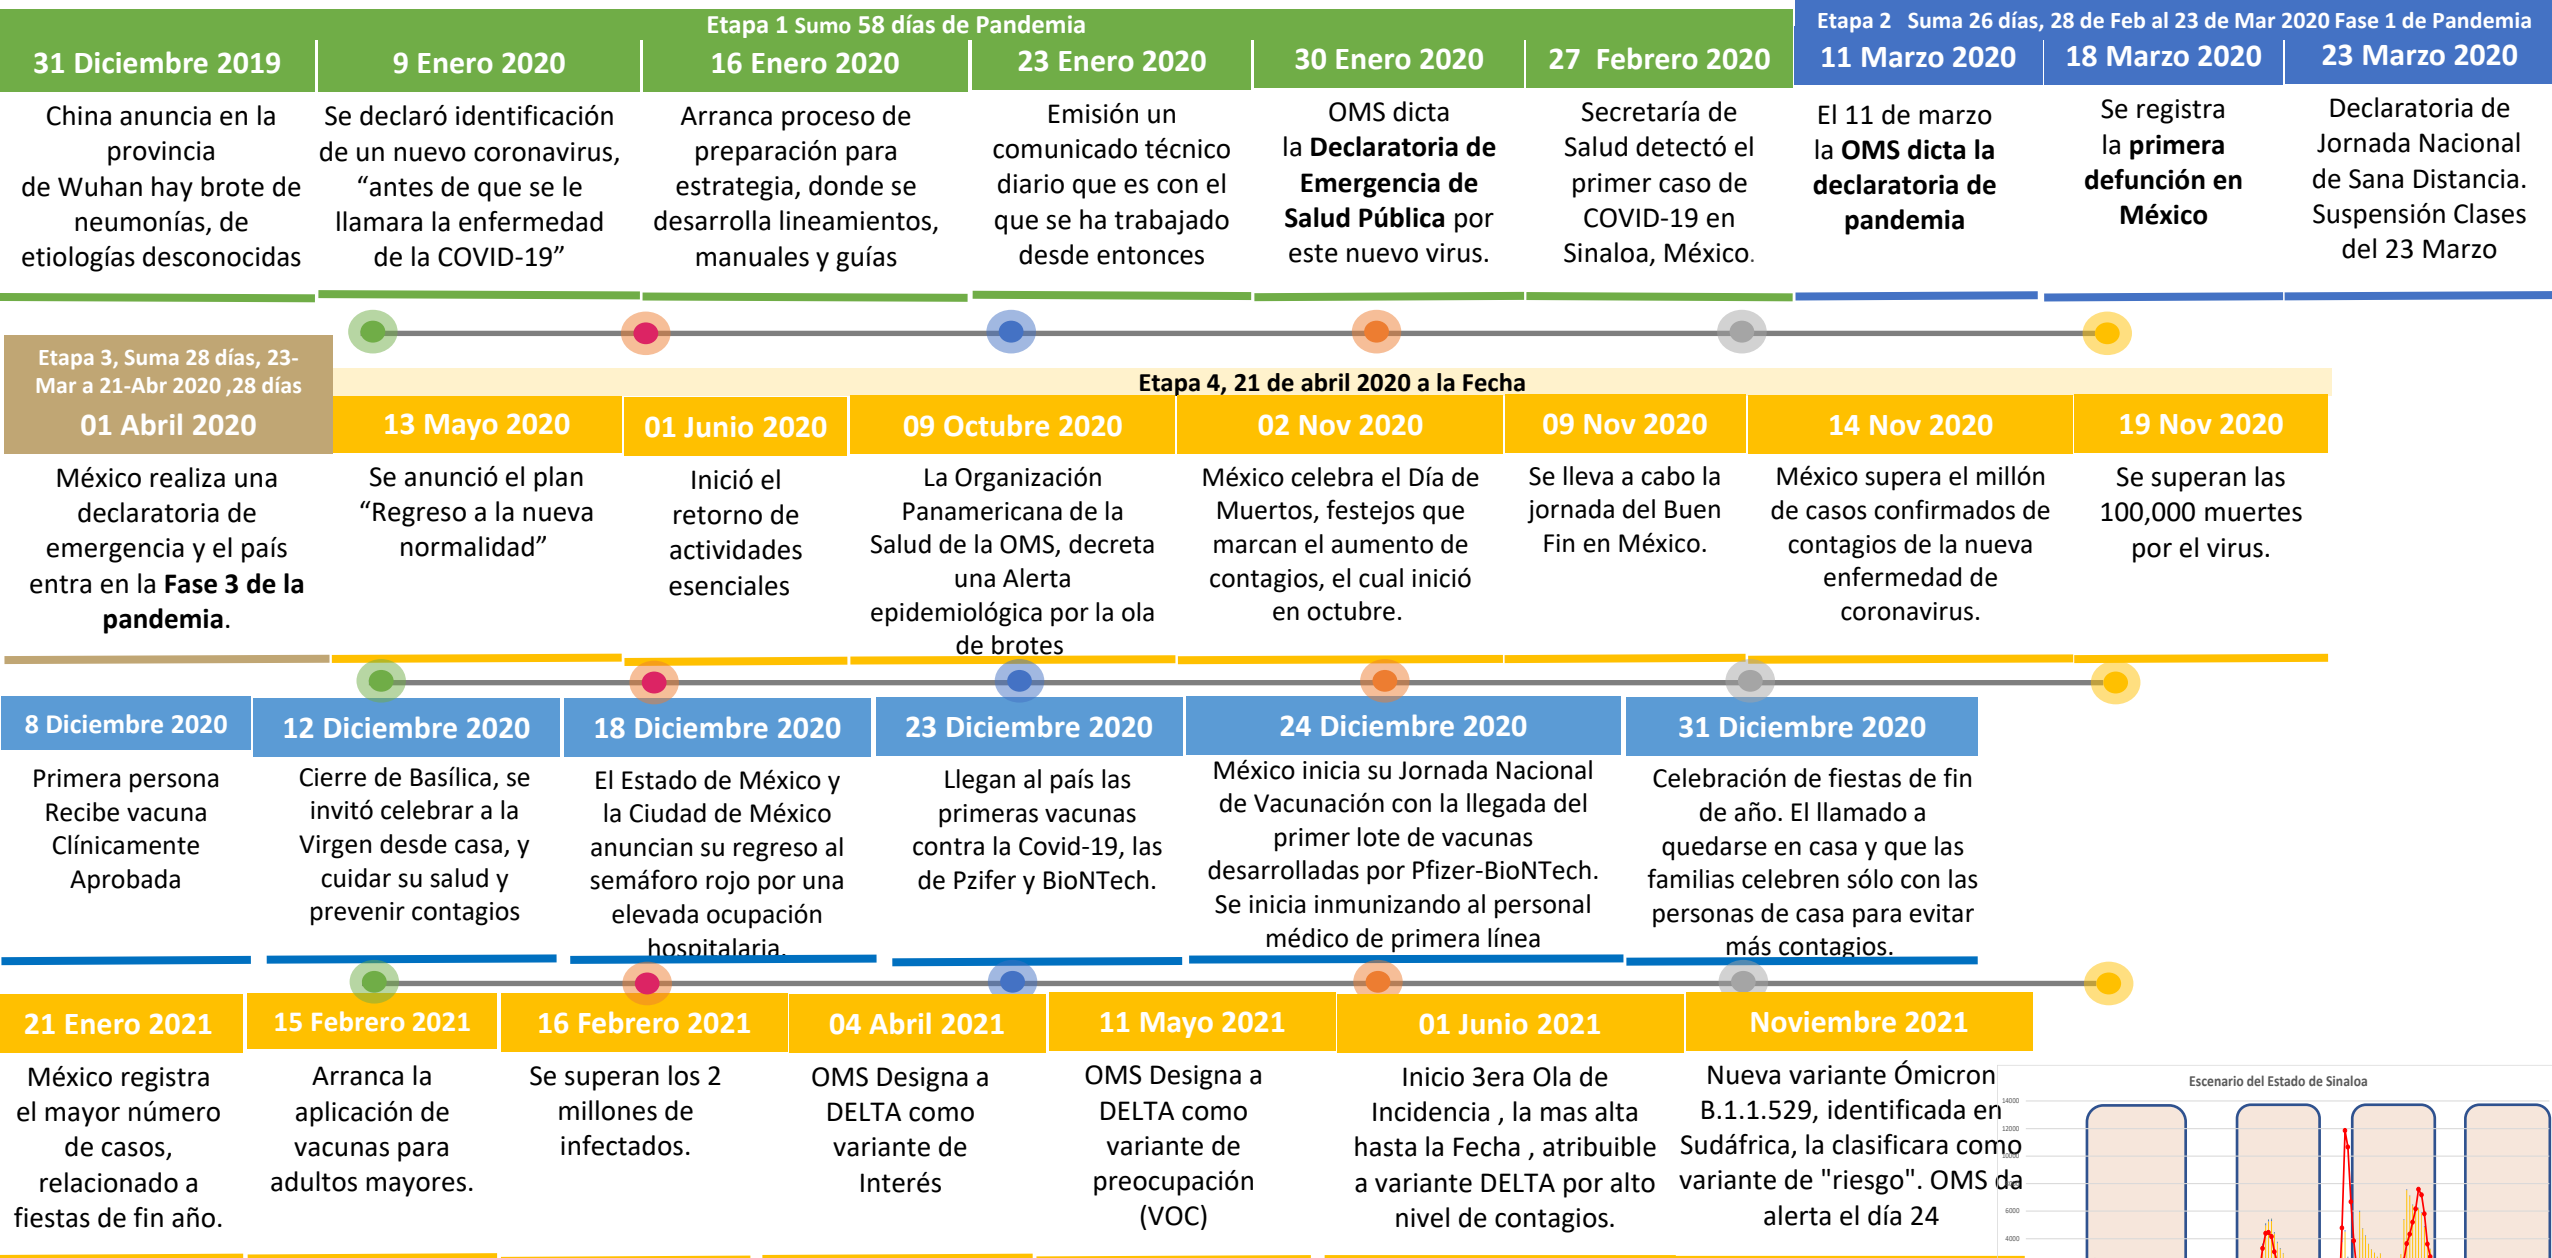 Etapa 1 Sumo 58 días de Pandemia
31 Diciembre 2019
China anuncia en la
provincia
de Wuhan hay brote de
neumonías, de
etiologías desconocidas
9 Enero 2020
Se declaró identificación
de un nuevo coronavirus,
“antes de que se le
llamara la enfermedad
de la COVID-19”
16 Enero 2020
Arranca proceso de
preparación para
estrategia, donde se
desarrolla lineamientos,
manuales y guías
23 Enero 2020
Emisión un
comunicado técnico
diario que es con el
que se ha trabajado
desde entonces
30 Enero 2020
OMS dicta
la Declaratoria de
Emergencia de
Salud Pública por
este nuevo virus.
27 Febrero 2020
Secretaría de
Salud detectó el
primer caso de
COVID-19 en
Sinaloa, México.
Etapa 2 Suma 26 días, 28 de Feb al 23 de Mar 2020 Fase 1 de Pandemia
11 Marzo 2020
El 11 de marzo
la OMS dicta la
declaratoria de
pandemia
18 Marzo 2020
Se registra
la primera
defunción en
México
23 Marzo 2020
Declaratoria de
Jornada Nacional
de Sana Distancia.
Suspensión Clases
del 23 Marzo
Etapa 3, Suma 28 días, 23-
Mar a 21-Abr 2020 ,28 días
01 Abril 2020
México realiza una
declaratoria de
emergencia y el país
entra en la Fase 3 de la
pandemia.
Etapa 4, 21 de abril 2020 a la Fecha
13 Mayo 2020
Se anunció el plan
“Regreso a la nueva
normalidad”
01 Junio 2020
Inició el
retorno de
actividades
esenciales
09 Octubre 2020
La Organización
Panamericana de la
Salud de la OMS, decreta
una Alerta
epidemiológica por la ola
de brotes
02 Nov 2020
México celebra el Día de
Muertos, festejos que
marcan el aumento de
contagios, el cual inició
en octubre.
09 Nov 2020
Se lleva a cabo la
jornada del Buen
Fin en México.
14 Nov 2020
México supera el millón
de casos confirmados de
contagios de la nueva
enfermedad de
coronavirus.
19 Nov 2020
Se superan las
100,000 muertes
por el virus.
8 Diciembre 2020
Primera persona
Recibe vacuna
Clínicamente
Aprobada
12 Diciembre 2020
Cierre de Basílica, se
invitó celebrar a la
Virgen desde casa, y
cuidar su salud y
prevenir contagios
18 Diciembre 2020
El Estado de México y
la Ciudad de México
anuncian su regreso al
semáforo rojo por una
elevada ocupación
hospitalaria.
23 Diciembre 2020
Llegan al país las
primeras vacunas
contra la Covid-19, las
de Pzifer y BioNTech.
24 Diciembre 2020
México inicia su Jornada Nacional
de Vacunación con la llegada del
primer lote de vacunas
desarrolladas por Pfizer-BioNTech.
Se inicia inmunizando al personal
médico de primera línea
31 Diciembre 2020
Celebración de fiestas de fin
de año. El llamado a
quedarse en casa y que las
familias celebren sólo con las
personas de casa para evitar
más contagios.
21 Enero 2021
México registra
el mayor número
de casos,
relacionado a
fiestas de fin año.
15 Febrero 2021
Arranca la
aplicación de
vacunas para
adultos mayores.
16 Febrero 2021
Se superan los 2
millones de
infectados.
04 Abril 2021
OMS Designa a
DELTA como
variante de
Interés
11 Mayo 2021
OMS Designa a
DELTA como
variante de
preocupación
(VOC)
01 Junio 2021
Inicio 3era Ola de
Incidencia , la mas alta
hasta la Fecha , atribuible
a variante DELTA por alto
nivel de contagios.
Noviembre 2021
Nueva variante Ómicron
B.1.1.529, identificada en
Sudáfrica, la clasificara como
variante de "riesgo". OMS da
alerta el día 24
Escenario del Estado de Sinaloa
14000
12000
10000
6000
4000